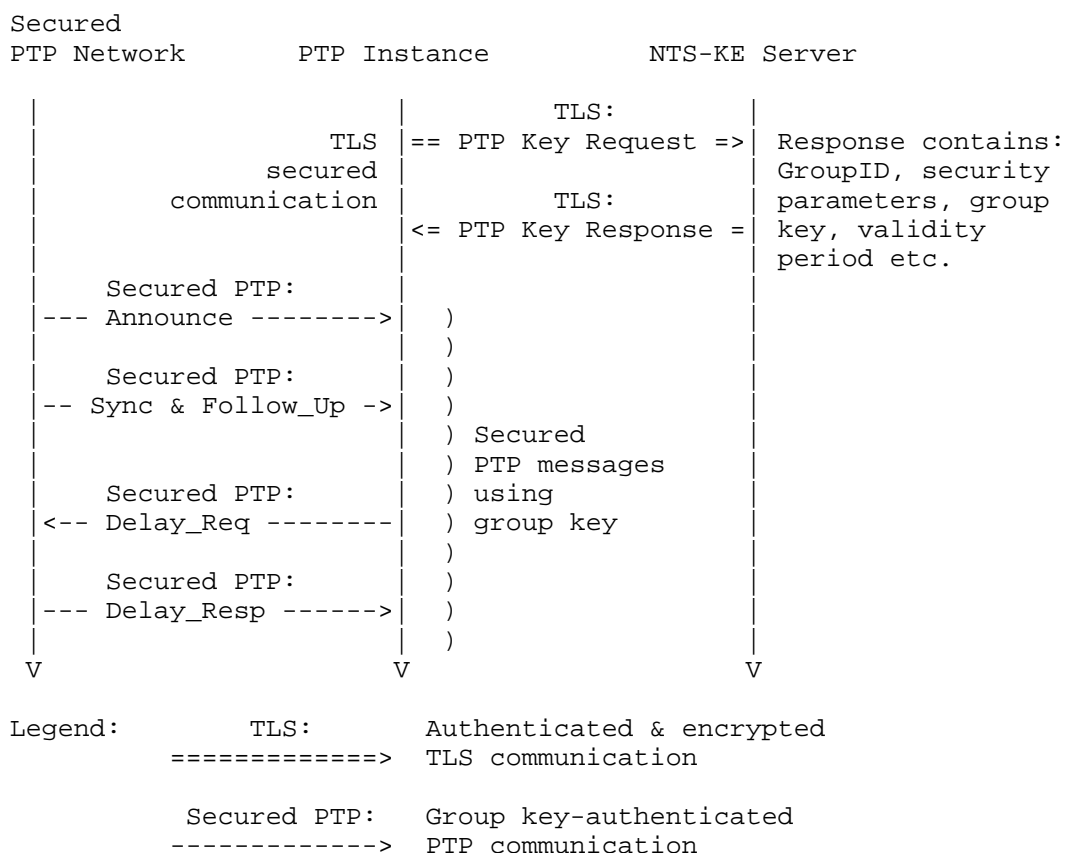 Secured
PTP Network PTP Instance NTS-KE Server
TLS:
TLS == PTP Key Request => Response contains:
secured GroupID, security
communication TLS: parameters, group
<= PTP Key Response = key, validity
period etc.
Secured PTP:
--- Announce --------> )
)
Secured PTP: )
-- Sync & Follow_Up -> )
) Secured
) PTP messages
Secured PTP: ) using
<-- Delay_Req -------- ) group key
)
Secured PTP: )
--- Delay_Resp ------> )
)
V V V
Legend: TLS: Authenticated & encrypted
=============> TLS communication
Secured PTP: Group key-authenticated
-------------> PTP communication